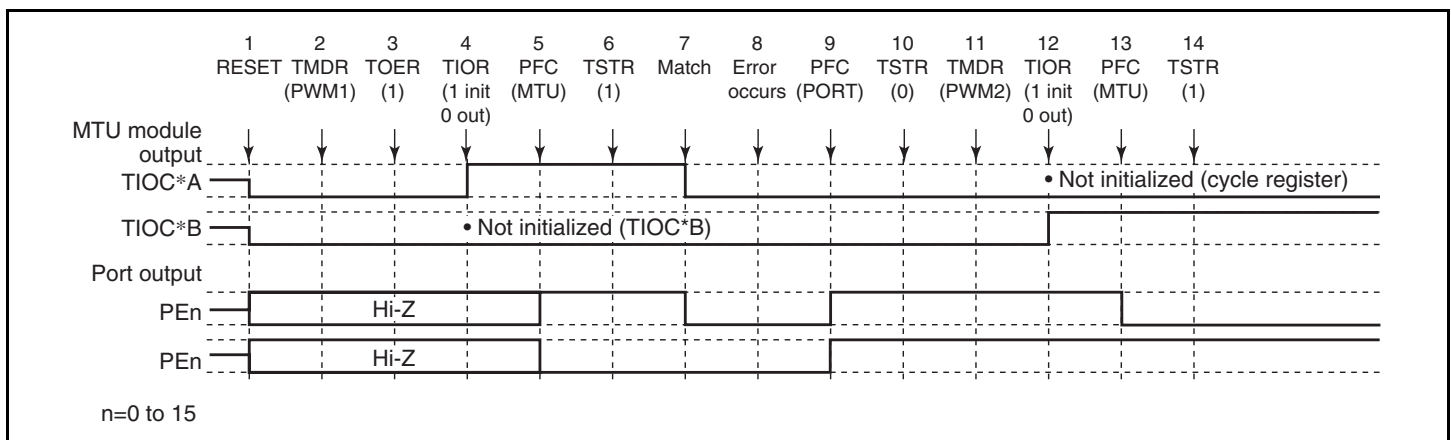 1 2 3 4 5 6 7 8 9 10 11 12 13 14
RESET TMDR TOER TIOR PFC TSTR Match Error PFC TSTR TMDR TIOR PFC TSTR
(PWM1) (1) (1 init (MTU) (1) occurs (PORT) (0) (PWM2) (1 init (MTU) (1)
0 out) 0 out)
MTU module
output
TIOC*A • Not initialized (cycle register)
TIOC*B • Not initialized (TIOC*B)
Port output
PEn Hi-Z
PEn Hi-Z
n=0 to 15